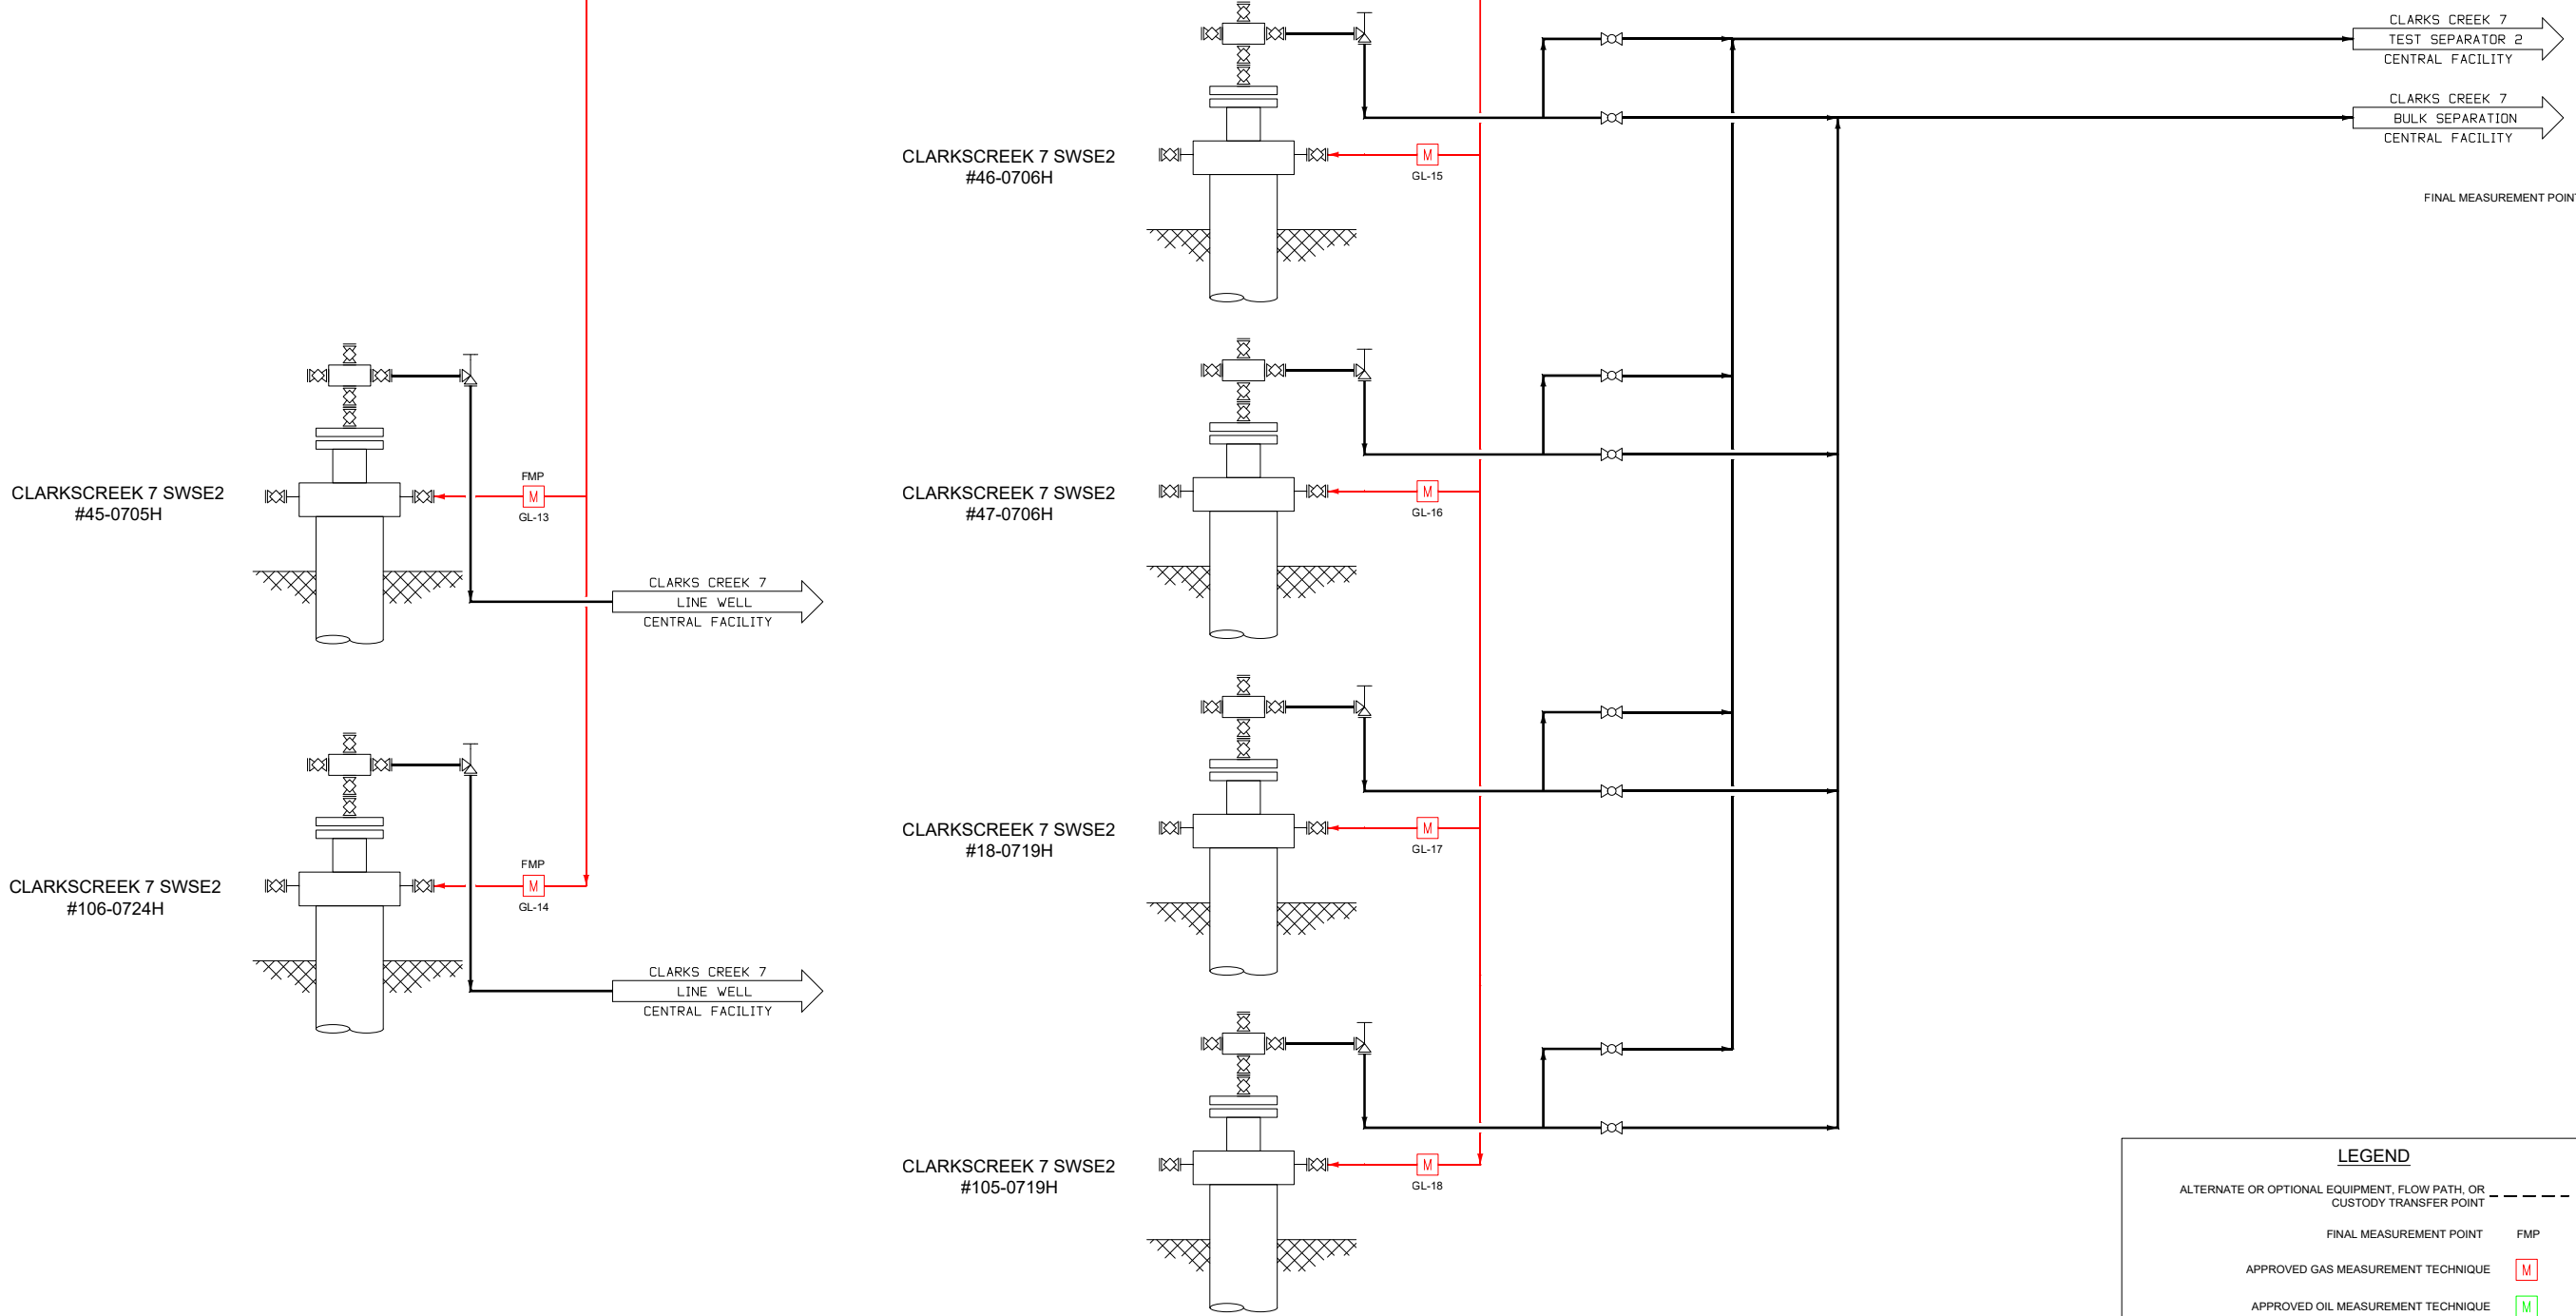 CLARKS CREEK 7
TEST SEPARATOR 2
CENTRAL FACILITY
CLARKS CREEK 7
BULK SEPARATION
CENTRAL FACILITY
CLARKSCREEK 7 SWSE2
#46-0706H
M
GL-15
FINAL MEASUREMENT POINT
CLARKSCREEK 7 SWSE2
#45-0705H
FMP
M
GL-13
CLARKS CREEK 7
LINE WELL
CENTRAL FACILITY
CLARKSCREEK 7 SWSE2
#47-0706H
M
GL-16
CLARKSCREEK 7 SWSE2
#18-0719H
M
GL-17
CLARKSCREEK 7 SWSE2
#106-0724H
FMP
M
GL-14
CLARKS CREEK 7
LINE WELL
CENTRAL FACILITY
CLARKSCREEK 7 SWSE2
#105-0719H
M
GL-18
LEGEND
ALTERNATE OR OPTIONAL EQUIPMENT, FLOW PATH, OR
CUSTODY TRANSFER POINT
FINAL MEASUREMENT POINT FMP
APPROVED GAS MEASUREMENT TECHNIQUE M
APPROVED OIL MEASUREMENT TECHNIQUE M